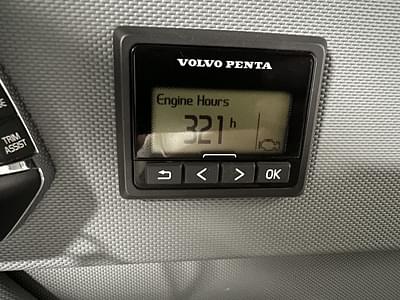 VOLVO PENTA
Engine Hours
321 h
< > OK
TRIM
ASSIST